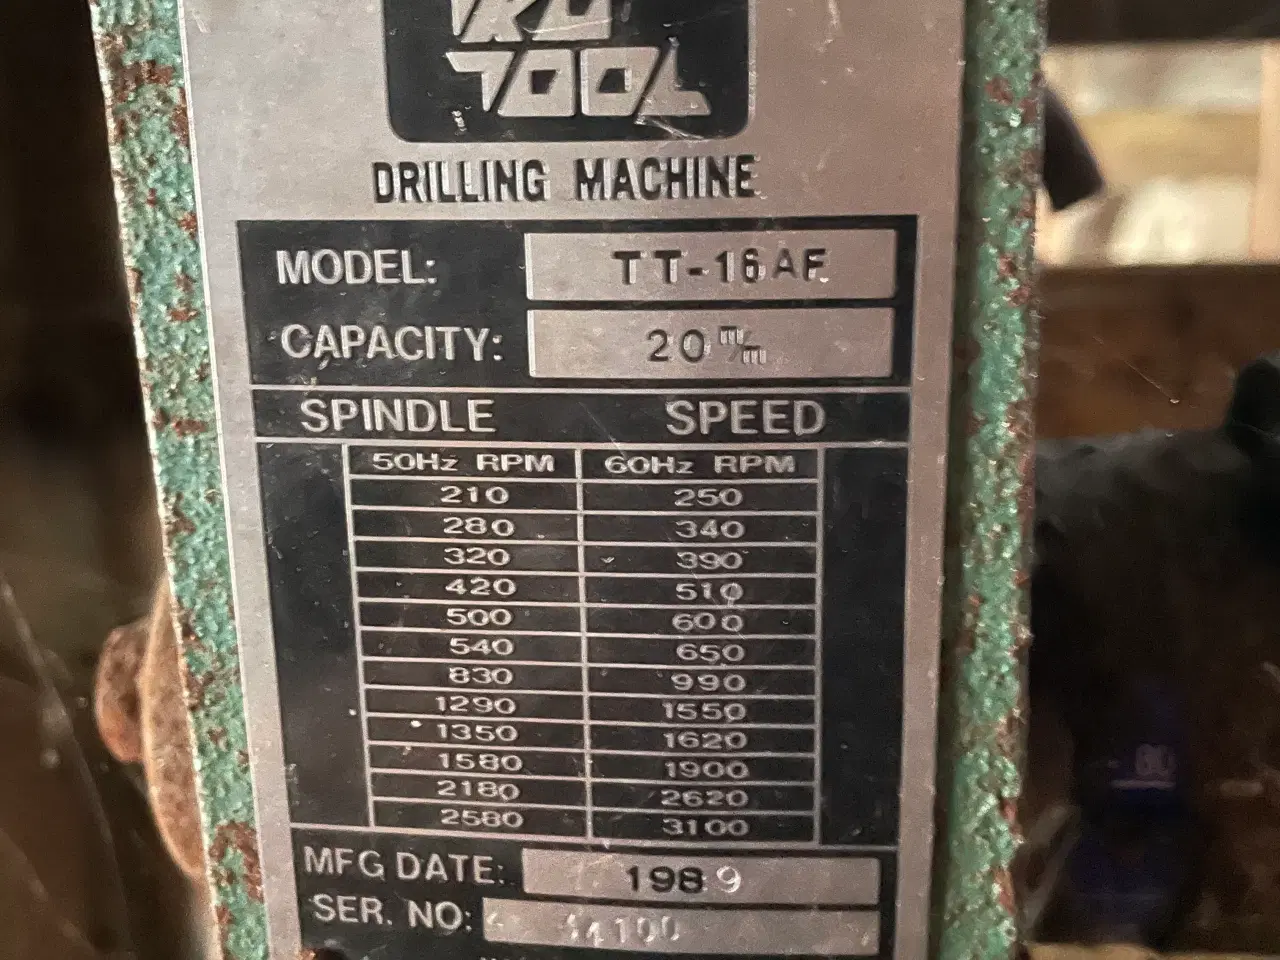 TOOL
DRILLING MACHINE
MODEL: TT-16AF
CAPACITY: 20 m/m
SPINDLE SPEED
50Hz RPM 60Hz RPM
210 250
280 340
320 390
420 510
500 600
540 650
830 990
1290 1550
1350 1620
1580 1900
2180 2620
2580 3100
MFG DATE: 1989
SER. NO: